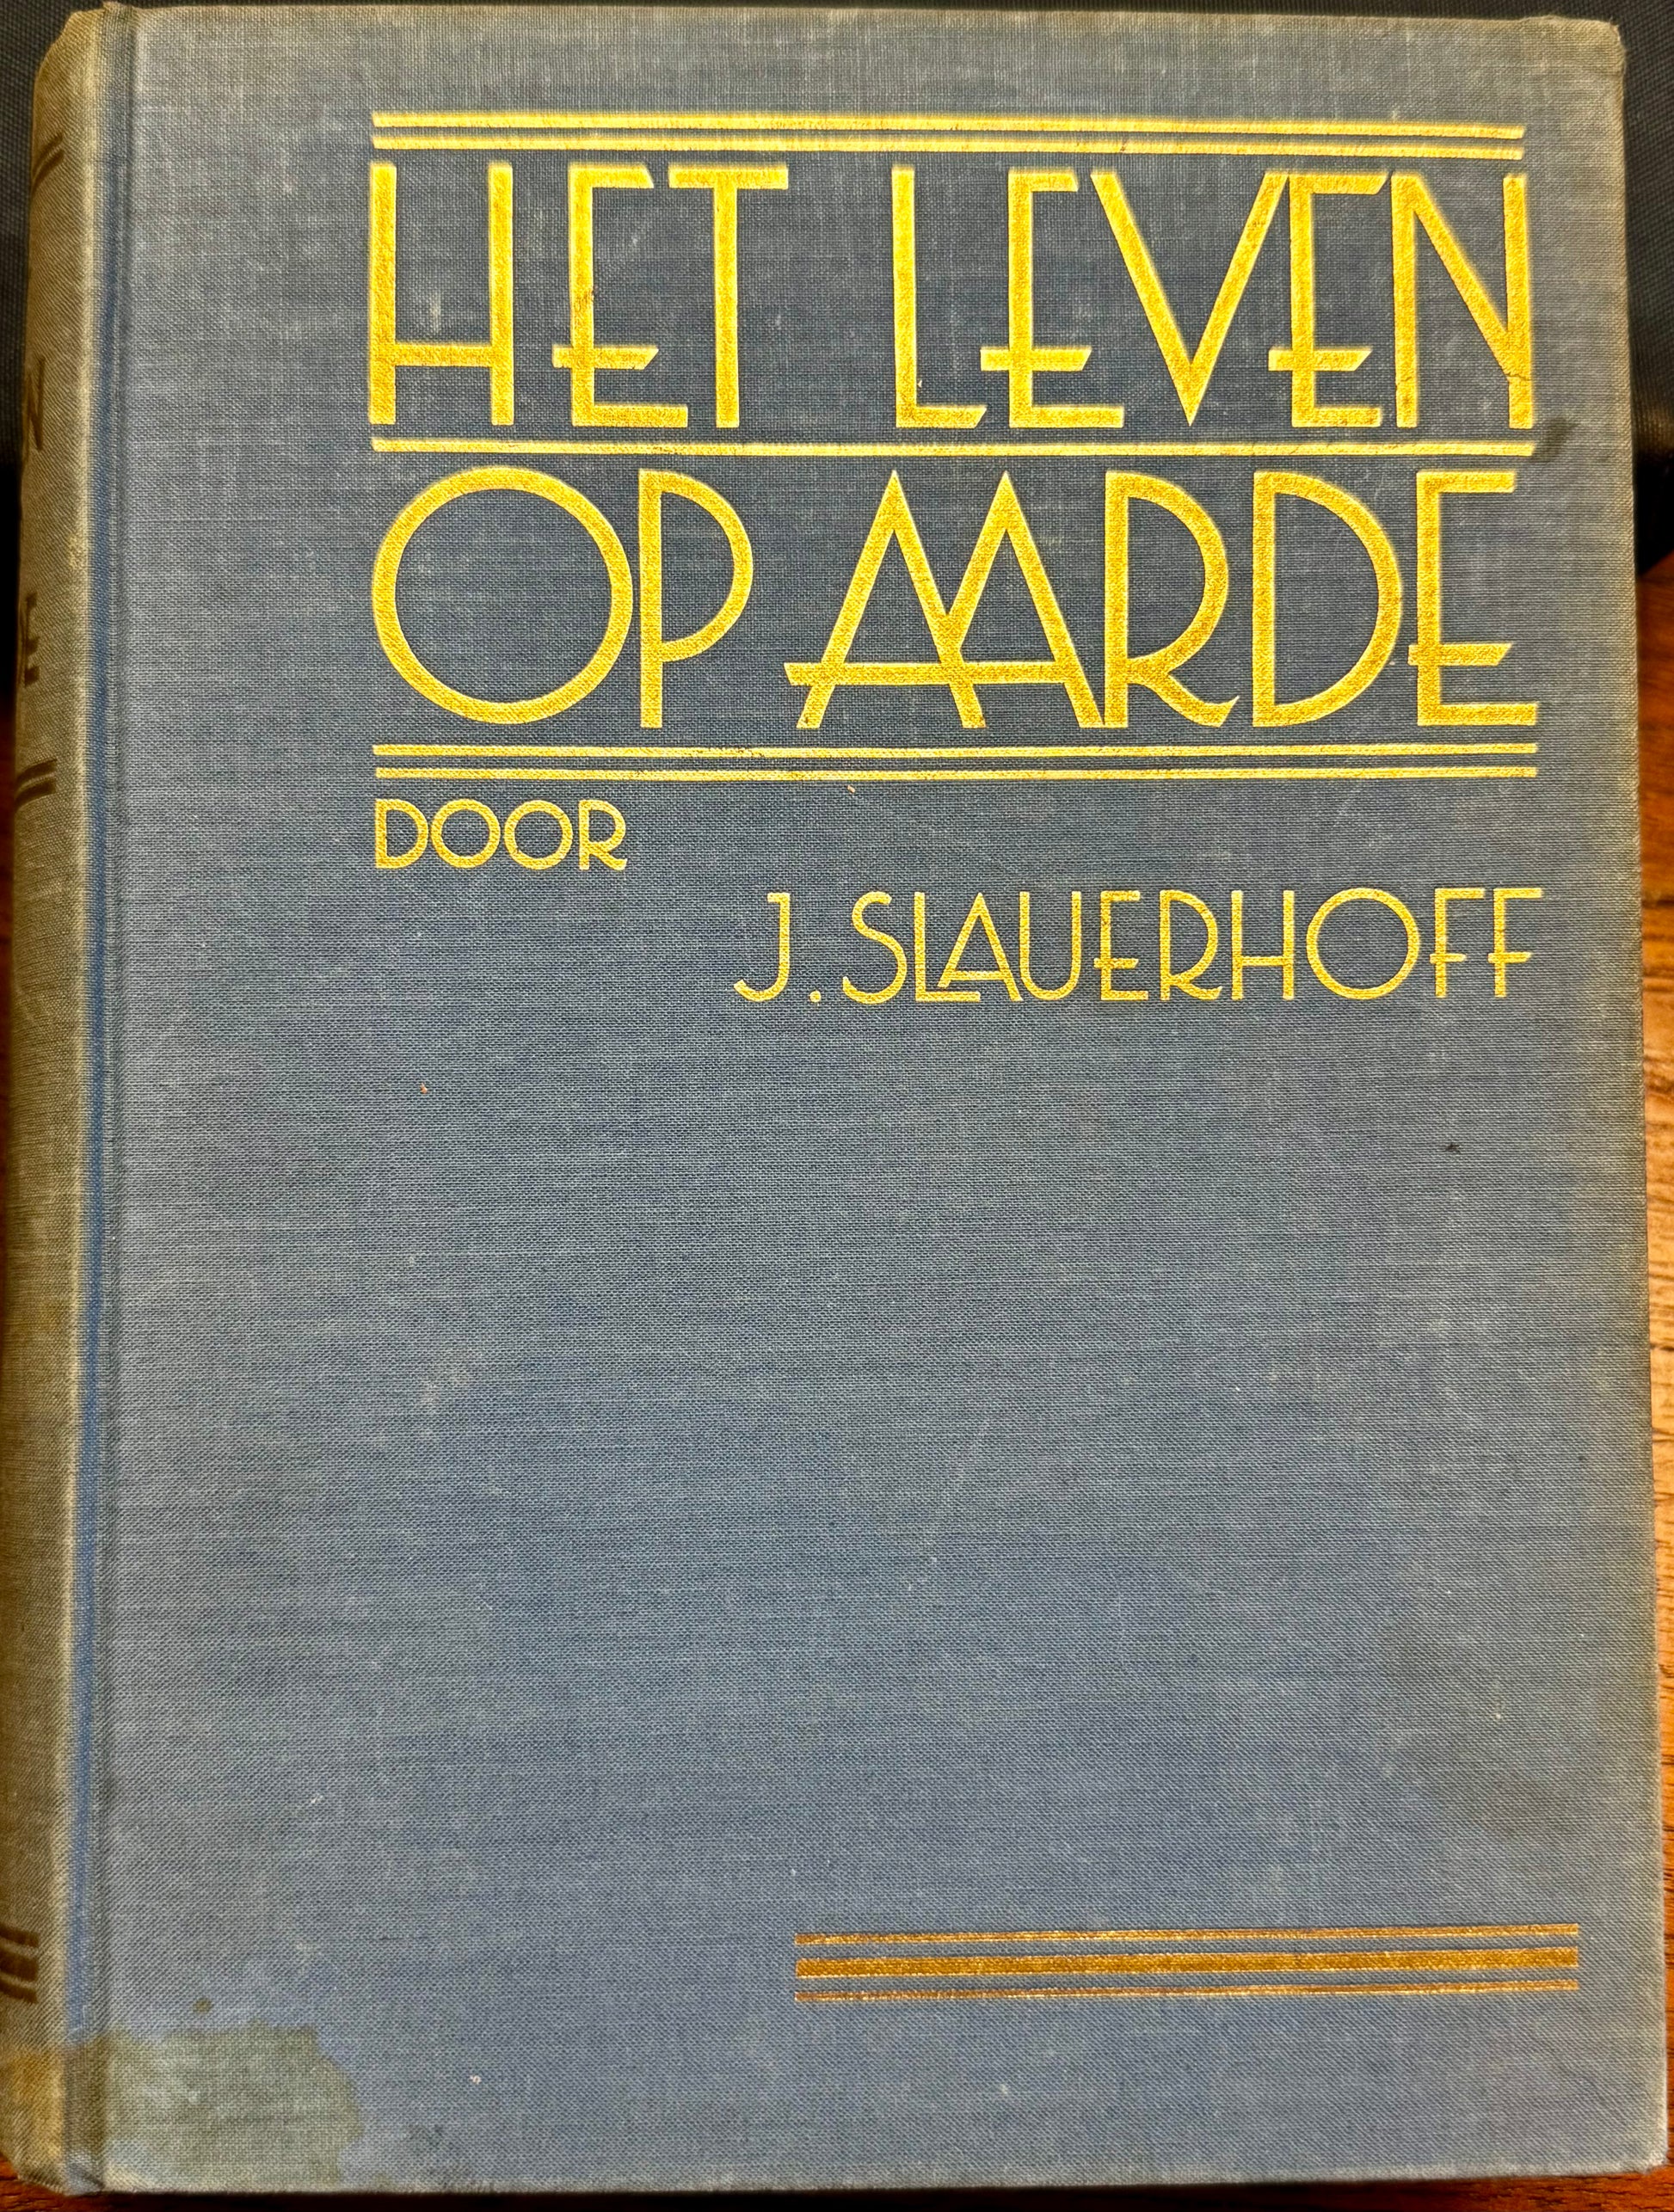 HET LEVEN
OP AARDE
DOOR
J. SLAUERHOFF